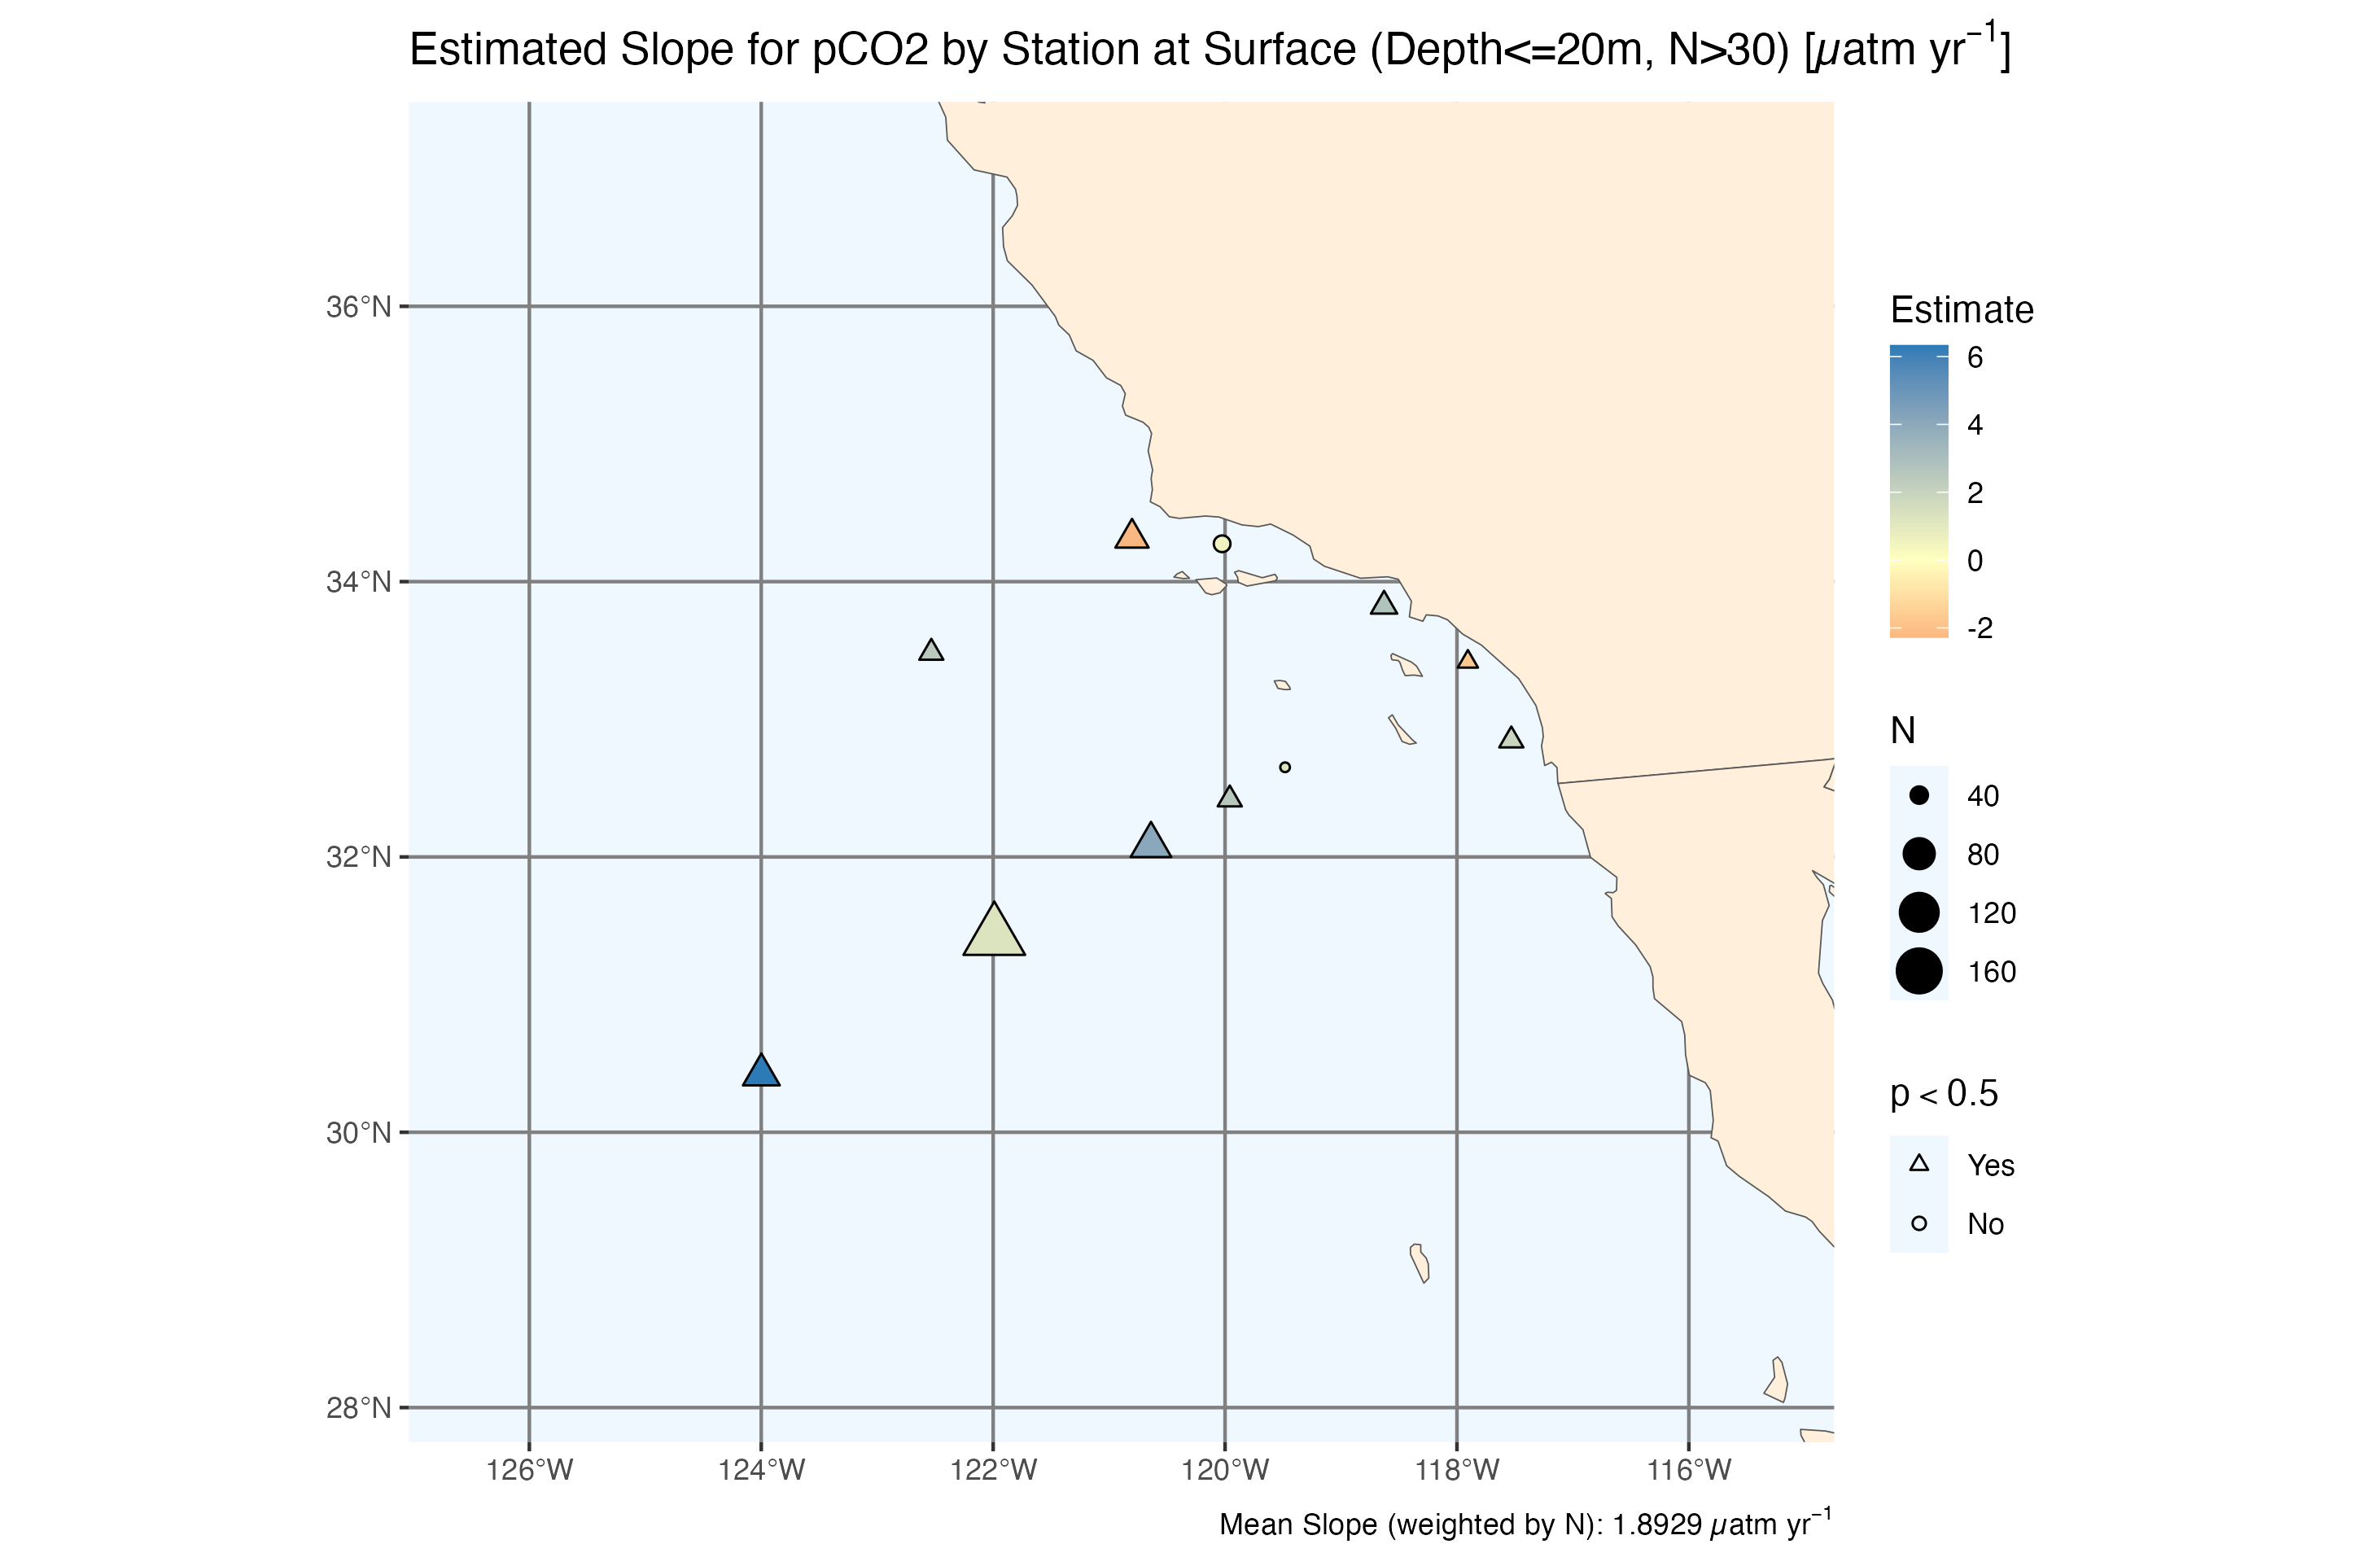 Estimated Slope for pCO2 by Station at Surface (Depth<=20m, N>30) [µatm yr⁻¹]
36°N
34°N
32°N
30°N
28°N
126°W 124°W 122°W 120°W 118°W 116°W
Mean Slope (weighted by N): 1.8929 µatm yr⁻¹
Estimate
6
4
2
0
-2
N
40
80
120
160
p < 0.5
Yes
No